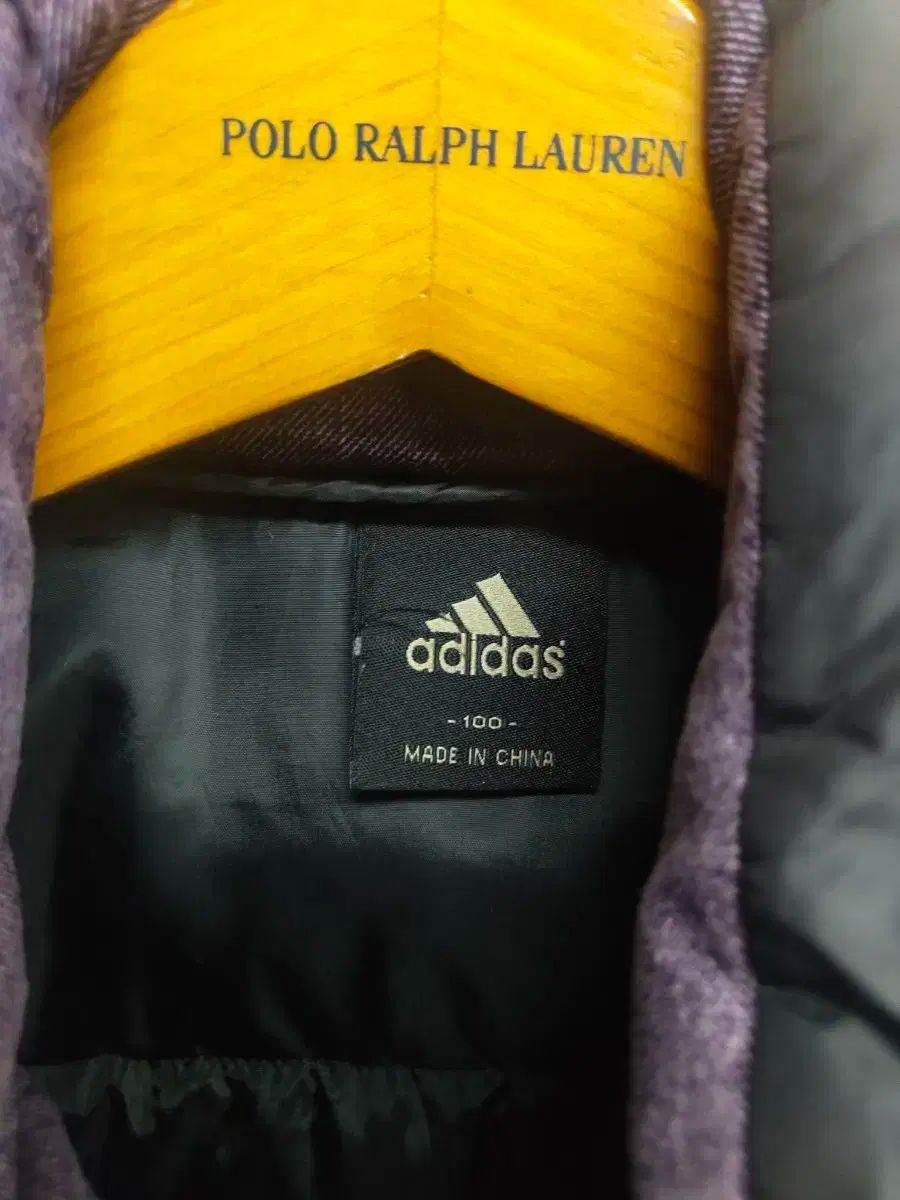 POLO RALPH LAUREN
adidas
- 100 -
MADE IN CHINA